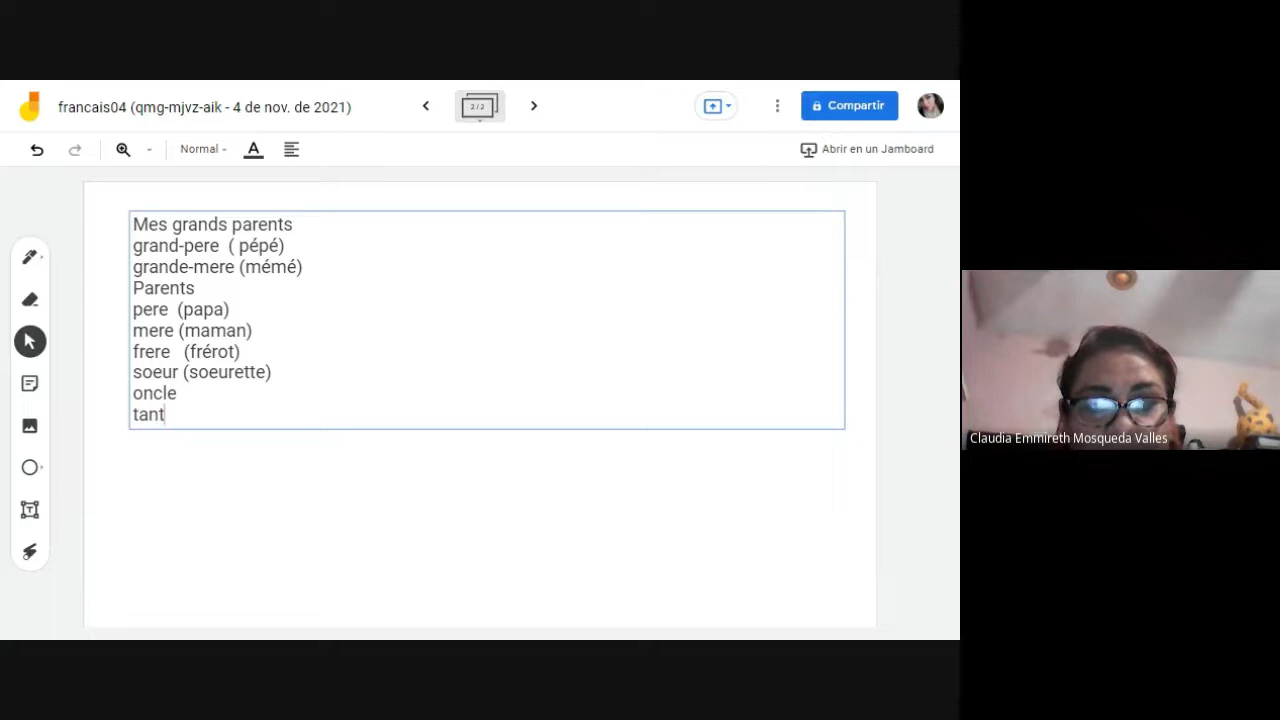 francais04 (qmg-mjvz-aik - 4 de nov. de 2021)
2 / 2
Compartir
Normal
A
Abrir en un Jamboard
Mes grands parents
grand-pere ( pépé)
grande-mere (mémé)
Parents
pere (papa)
mere (maman)
frere (frérot)
soeur (soeurette)
oncle
tant
Claudia Emmireth Mosqueda Valles